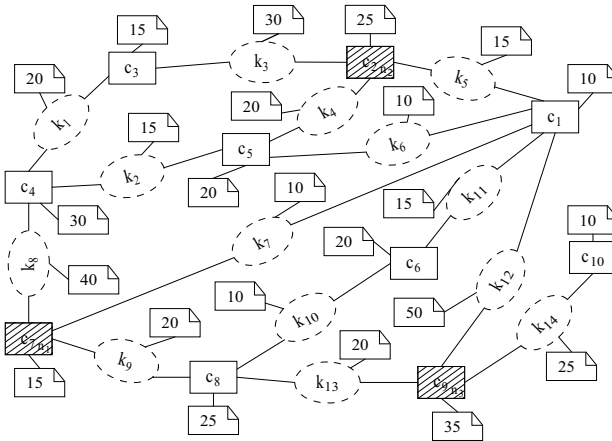 15
30
25
15
20
c₃
k₃
c₂ n₂
k₅
10
k₁
20
k₄
10
c₁
15
c₅
k₆
c₄
k₂
20
10
k₁₁
15
30
10
k₇
20
c₆
c₁₀
k₈
40
k₁₂
10
k₁₀
50
k₁₄
c₇ n₁
k₉
20
20
15
c₈
k₁₃
c₉ n₃
25
25
35